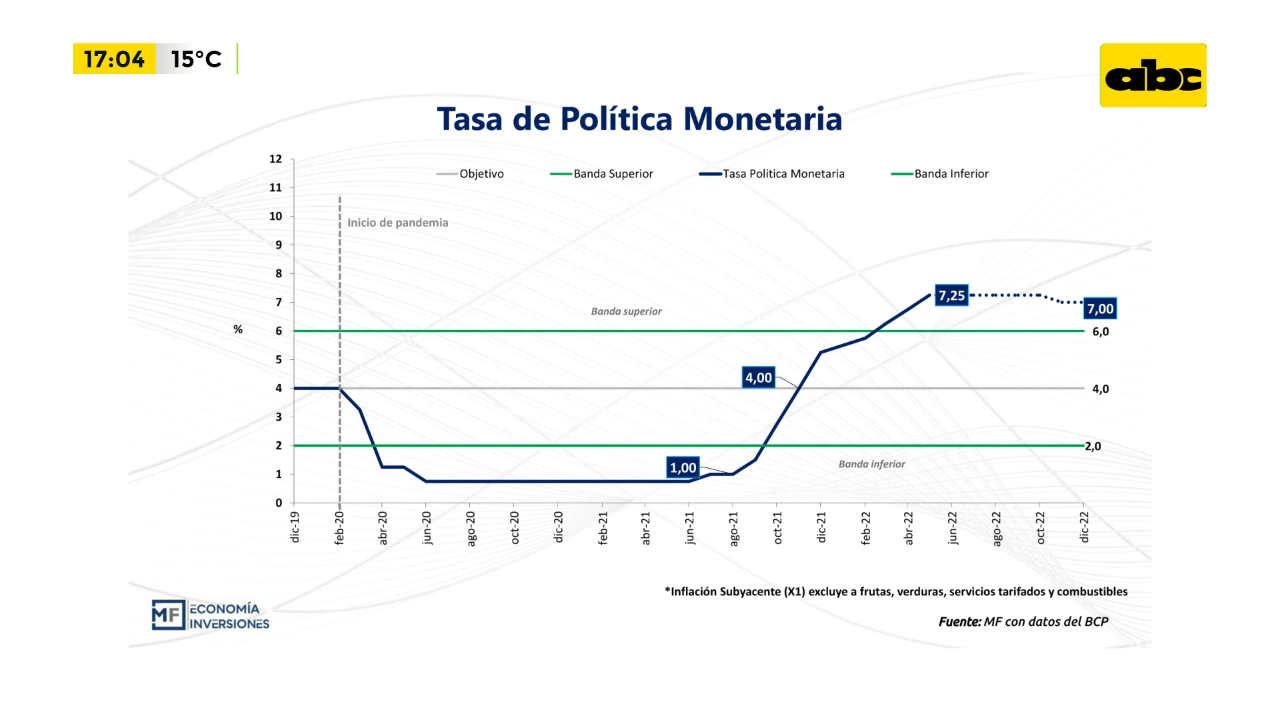 17:04 15°C
abc
Tasa de Política Monetaria
Objetivo Banda Superior Tasa Politica Monetaria Banda Inferior
12
11
10
9
8
7
6
5
4
3
2
1
0
%
Inicio de pandemia
Banda superior
7,25
7,00
6,0
4,00
4,0
2,0
1,00
Banda inferior
dic-19 feb-20 abr-20 jun-20 ago-20 oct-20 dic-20 feb-21 abr-21 jun-21 ago-21 oct-21 dic-21 feb-22 abr-22 jun-22 ago-22 oct-22 dic-22
*Inflación Subyacente (X1) excluye a frutas, verduras, servicios tarifados y combustibles
MF ECONOMÍA
INVERSIONES
Fuente: MF con datos del BCP